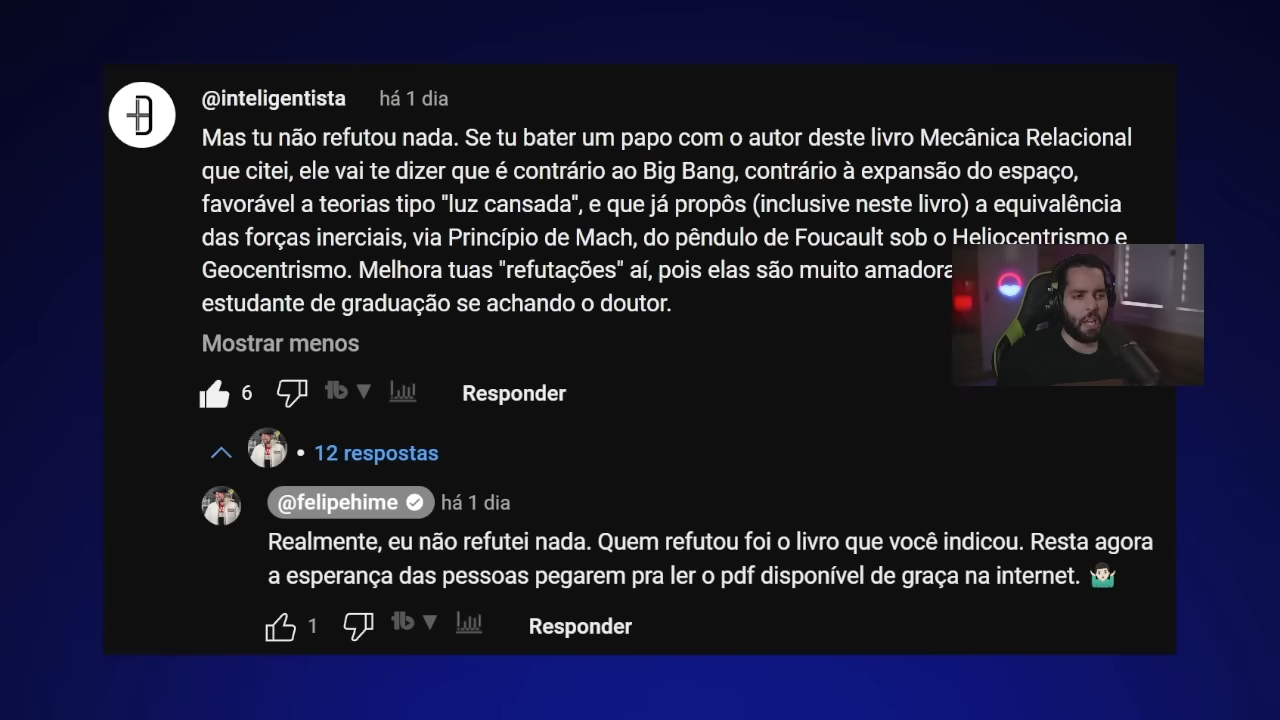 @inteligentista há 1 dia
Mas tu não refutou nada. Se tu bater um papo com o autor deste livro Mecânica Relacional
que citei, ele vai te dizer que é contrário ao Big Bang, contrário à expansão do espaço,
favorável a teorias tipo "luz cansada", e que já propôs (inclusive neste livro) a equivalência
das forças inerciais, via Princípio de Mach, do pêndulo de Foucault sob o Heliocentrismo e
Geocentrismo. Melhora tuas "refutações" aí, pois elas são muito
estudante de graduação se achando o doutor.
Mostrar menos
6 Responder
12 respostas
@felipehime há 1 dia
Realmente, eu não refutei nada. Quem refutou foi o livro que você indicou. Resta agora
a esperança das pessoas pegarem pra ler o pdf disponível de graça na internet. 🤷🏻‍♂️
1 Responder